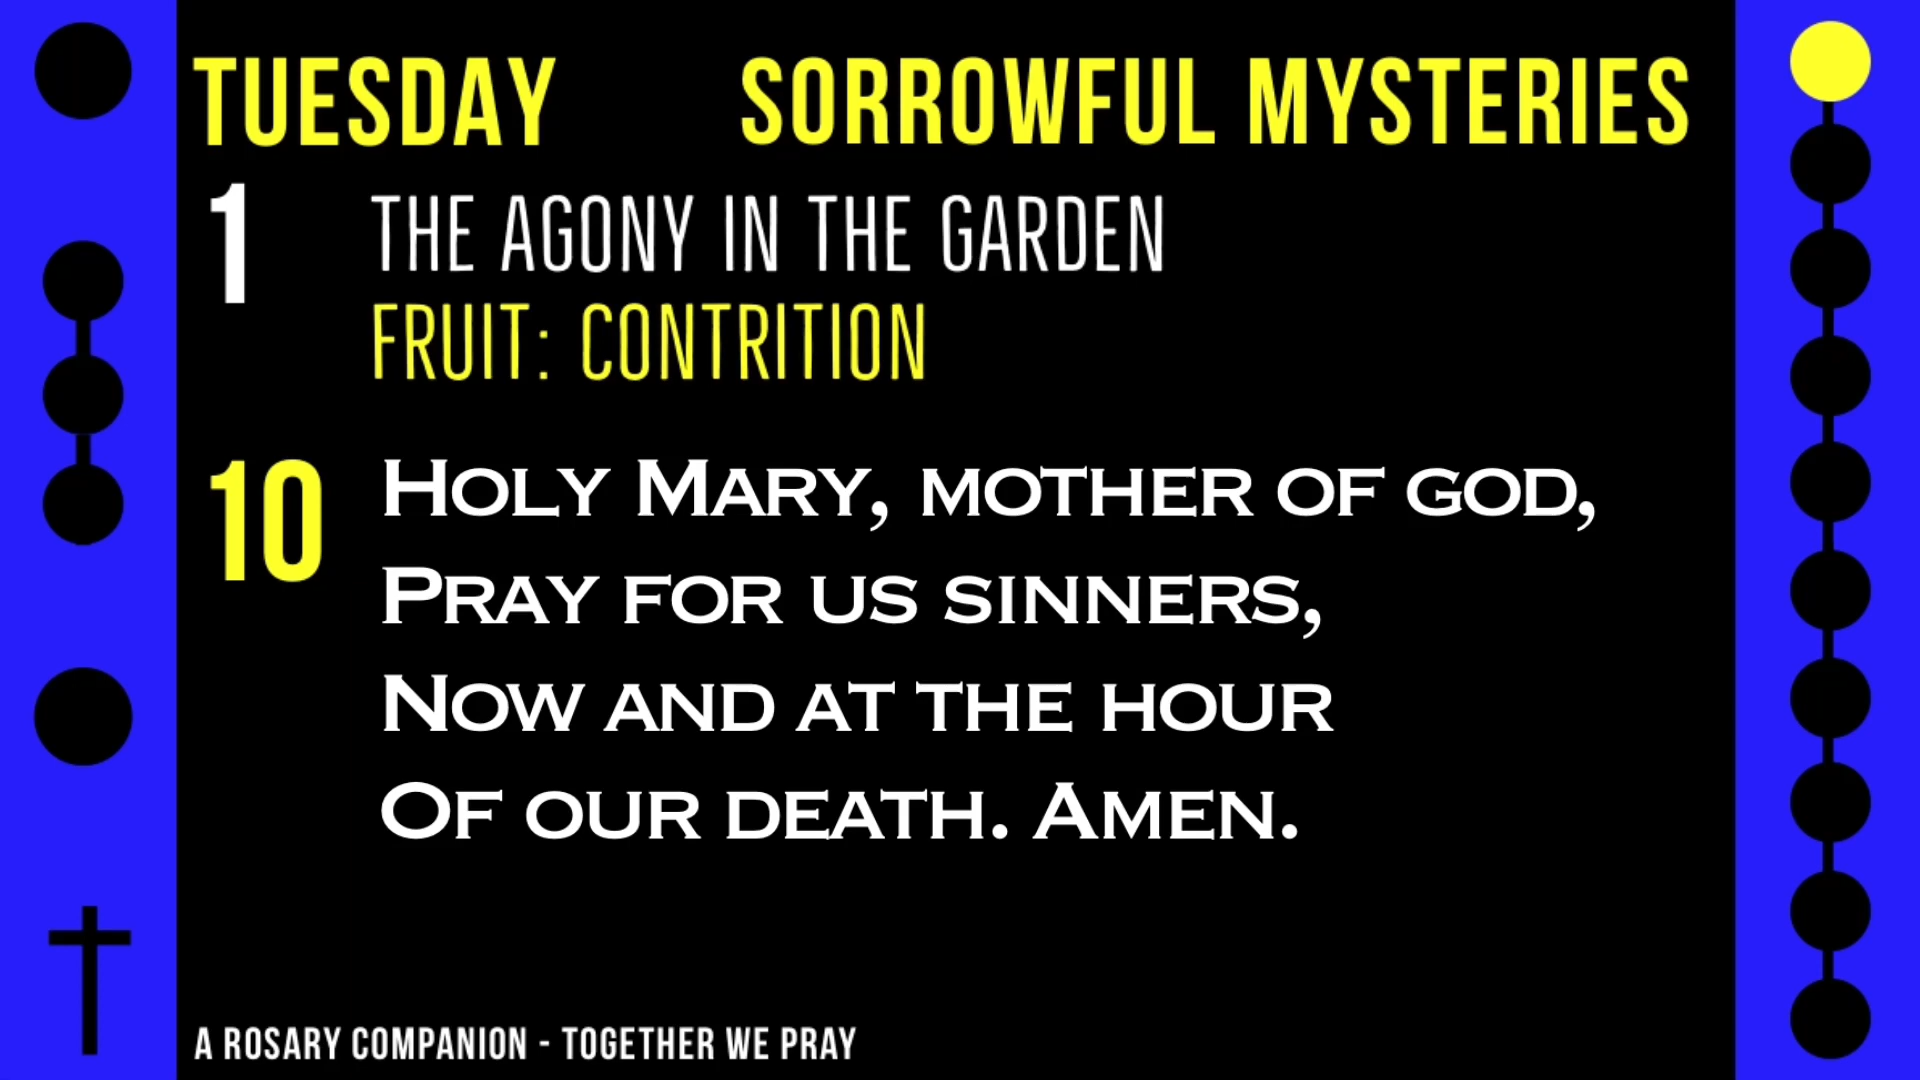 TUESDAY SORROWFUL MYSTERIES
1 THE AGONY IN THE GARDEN
FRUIT: CONTRITION
10 HOLY MARY, MOTHER OF GOD,
PRAY FOR US SINNERS,
NOW AND AT THE HOUR
OF OUR DEATH. AMEN.
A ROSARY COMPANION - TOGETHER WE PRAY